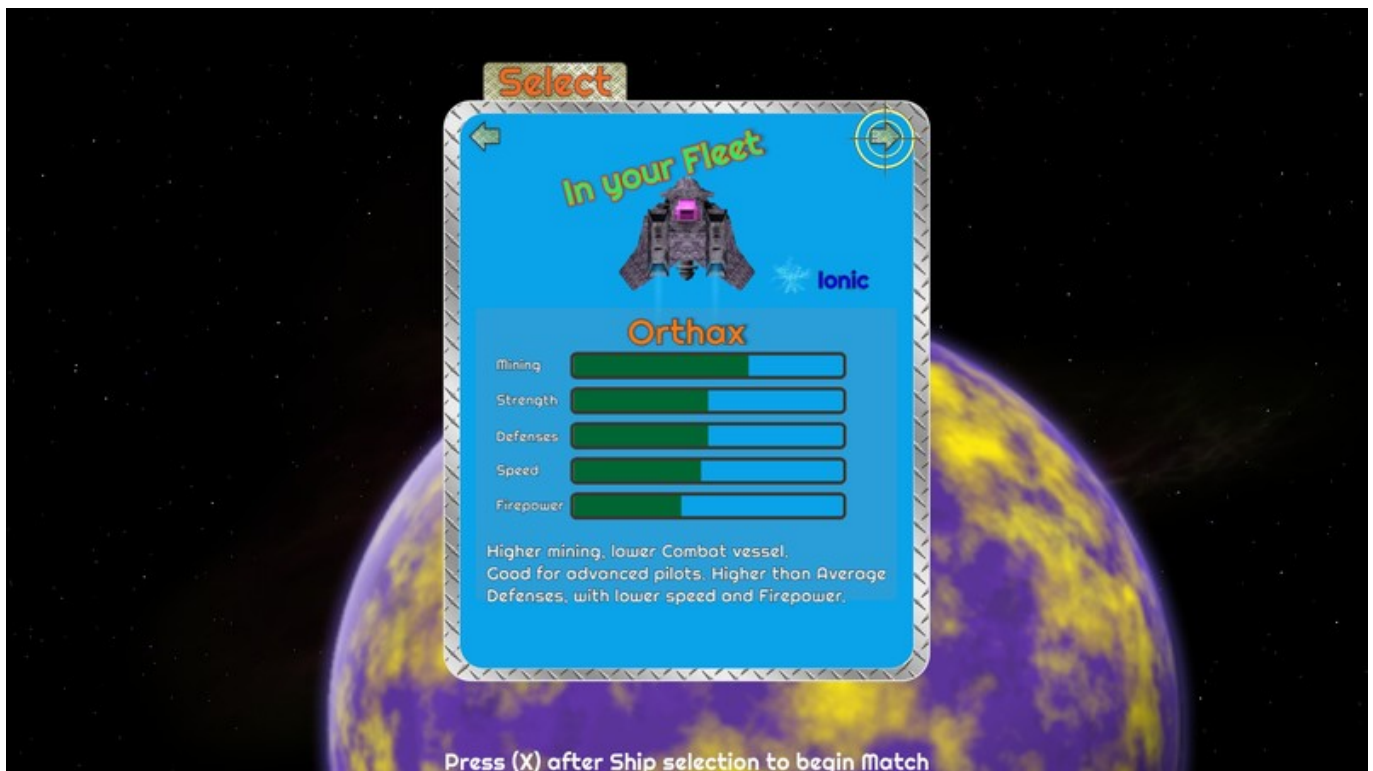 Select
In your Fleet
Ionic
Orthax
Mining
Strength
Defenses
Speed
Firepower
Higher mining, lower Combat vessel.
Good for advanced pilots. Higher than Average
Defenses, with lower speed and Firepower.
Press (X) after Ship selection to begin Match